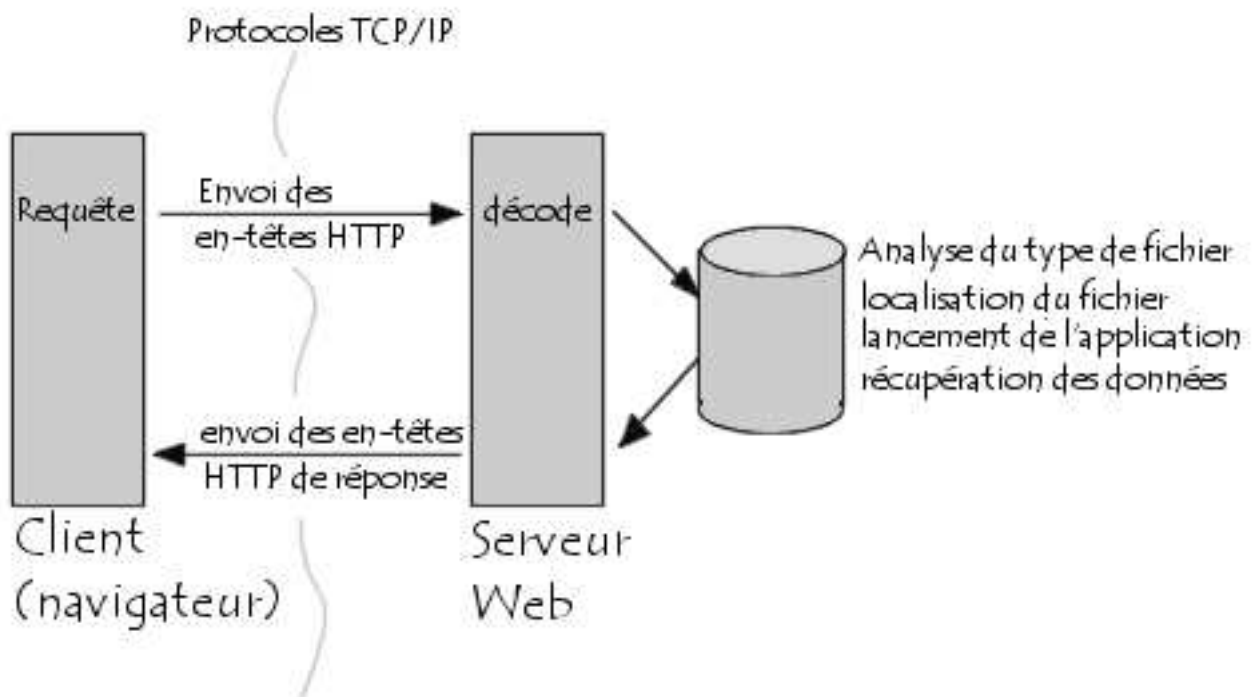 Protocoles TCP/IP
Requête
Envoi des
en-têtes HTTP
décode
Analyse du type de fichier
localisation du fichier
lancement de l'application
récupération des données
envoi des en-têtes
HTTP de réponse
Client
(navigateur)
Serveur
Web